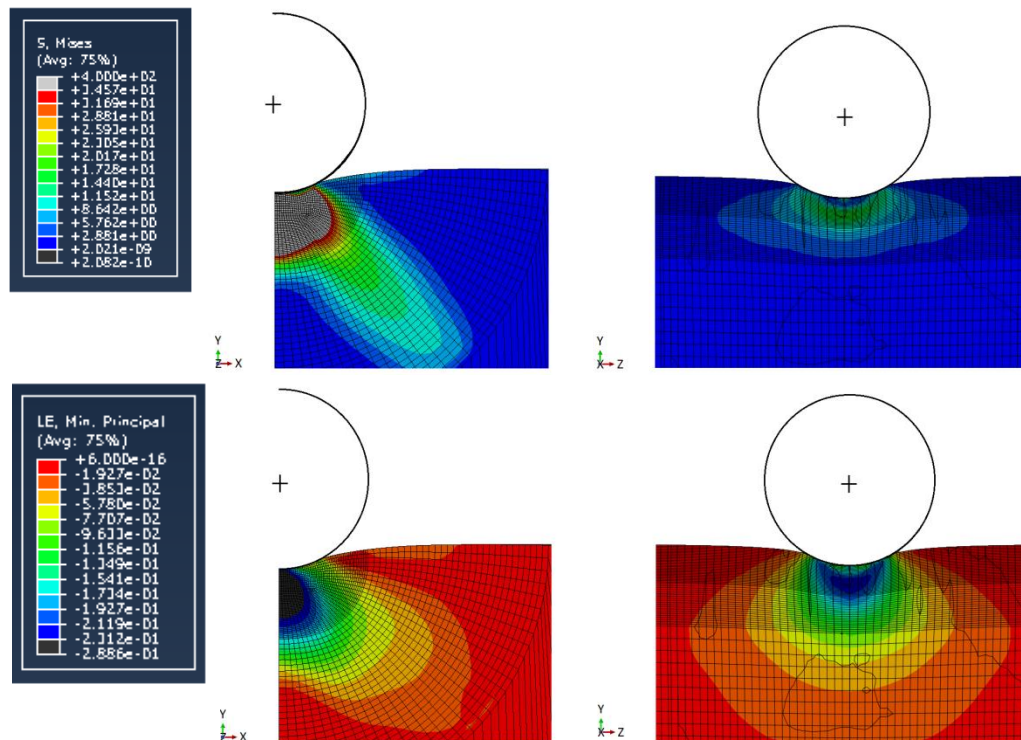 S, Mises
(Avg: 75%)
+4.000e+02
+3.457e+01
+3.169e+01
+2.881e+01
+2.593e+01
+2.305e+01
+2.017e+01
+1.728e+01
+1.440e+01
+1.152e+01
+8.642e+00
+5.762e+00
+2.881e+00
+2.021e-09
+2.082e-10
Y
Z
X
Y
X
Z
LE, Min. Principal
(Avg: 75%)
+6.000e-16
-1.927e-02
-3.853e-02
-5.780e-02
-7.707e-02
-9.633e-02
-1.156e-01
-1.349e-01
-1.541e-01
-1.734e-01
-1.927e-01
-2.119e-01
-2.312e-01
-2.886e-01
Y
Z
X
Y
X
Z